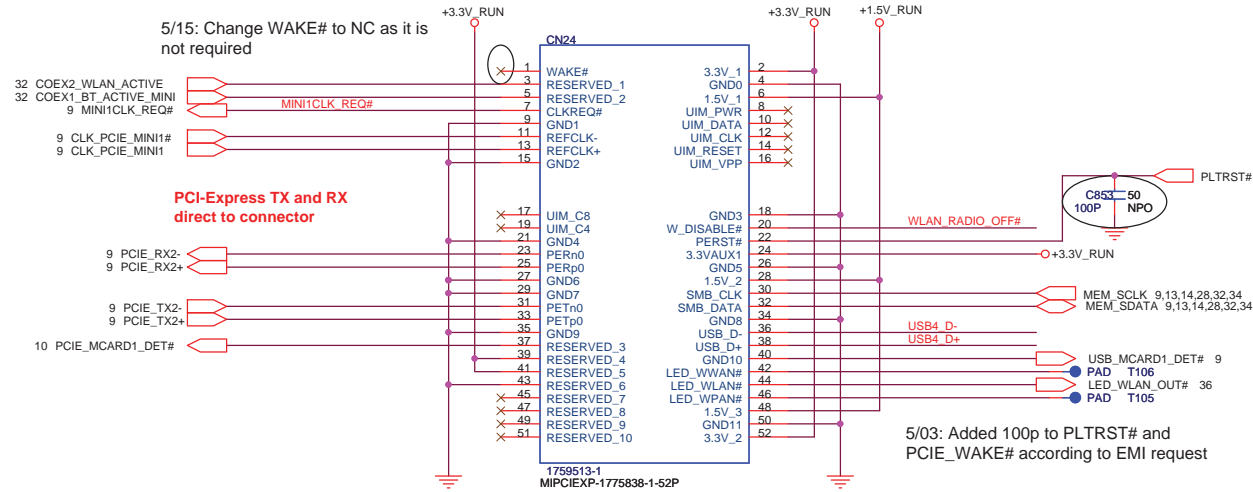 +3.3V_RUN
+3.3V_RUN
+1.5V_RUN
5/15: Change WAKE# to NC as it is
not required
CN24
1 WAKE# 3.3V_1 2
32 COEX2_WLAN_ACTIVE 3 RESERVED_1 GND0 4
32 COEX1_BT_ACTIVE_MINI 5 RESERVED_2 1.5V_1 6
9 MINI1CLK_REQ# MINI1CLK_REQ# 7 CLKREQ# UIM_PWR 8
9 GND1 UIM_DATA 10
9 CLK_PCIE_MINI1# 11 REFCLK- UIM_CLK 12
9 CLK_PCIE_MINI1 13 REFCLK+ UIM_RESET 14
15 GND2 UIM_VPP 16
PLTRST#
C853 50
100P NPO
PCI-Express TX and RX
direct to connector
17 UIM_C8 GND3 18
19 UIM_C4 W_DISABLE# 20 WLAN_RADIO_OFF#
21 GND4 PERST# 22
9 PCIE_RX2- 23 PERn0 3.3VAUX1 24 +3.3V_RUN
9 PCIE_RX2+ 25 PERp0 GND5 26
27 GND6 1.5V_2 28
29 GND7 SMB_CLK 30 MEM_SCLK 9,13,14,28,32,34
9 PCIE_TX2- 31 PETn0 SMB_DATA 32 MEM_SDATA 9,13,14,28,32,34
9 PCIE_TX2+ 33 PETp0 GND8 34
35 GND9 USB_D- 36 USB4_D-
10 PCIE_MCARD1_DET# 37 RESERVED_3 USB_D+ 38 USB4_D+
39 RESERVED_4 GND10 40 USB_MCARD1_DET# 9
41 RESERVED_5 LED_WWAN# 42 PAD T106
43 RESERVED_6 LED_WLAN# 44 LED_WLAN_OUT# 36
45 RESERVED_7 LED_WPAN# 46 PAD T105
47 RESERVED_8 1.5V_3 48
49 RESERVED_9 GND11 50
51 RESERVED_10 3.3V_2 52
5/03: Added 100p to PLTRST# and
PCIE_WAKE# according to EMI request
1759513-1
MIPCIEXP-1775838-1-52P